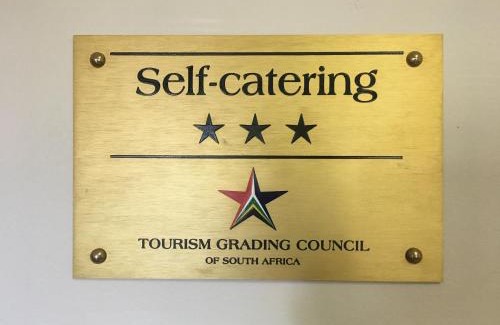 Self-catering
TOURISM GRADING COUNCIL
OF SOUTH AFRICA